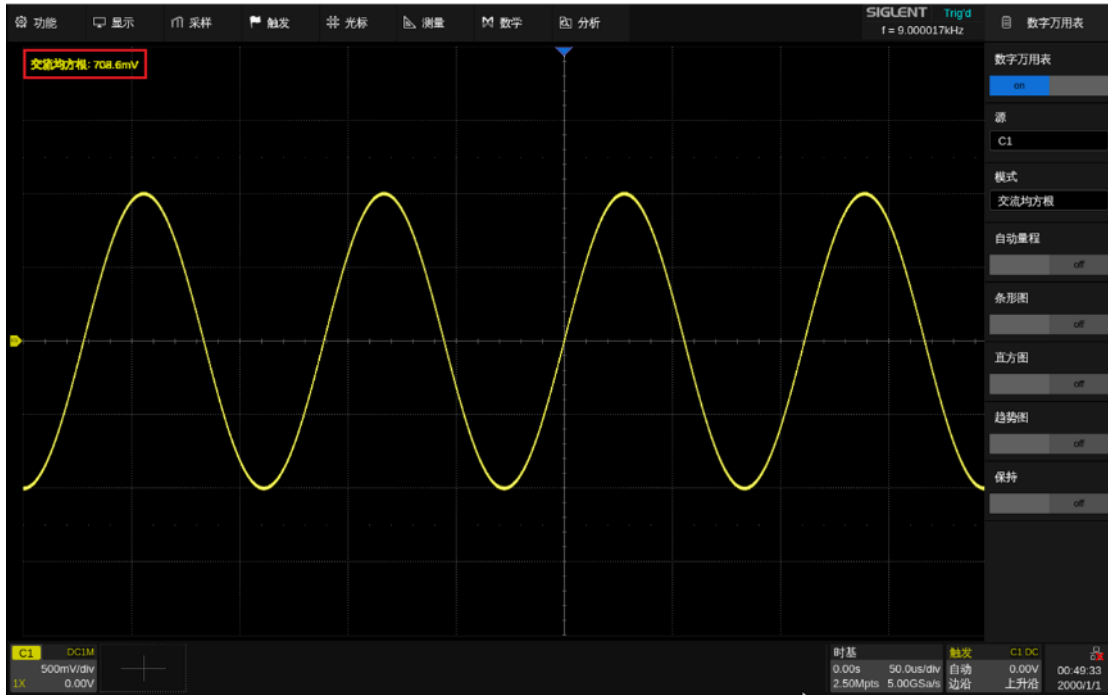 功能 显示 采样 触发 光标 测量 数学 分析
SIGLENT Trig'd
f = 9.000017kHz
数字万用表
交流均方根: 708.6mV
数字万用表
on
源
C1
模式
交流均方根
自动量程
off
条形图
off
直方图
off
趋势图
off
保持
off
C1 DC1M
500mV/div
1X 0.00V
时基
0.00s 50.0us/div
2.50Mpts 5.00GSa/s
触发 C1 DC
自动 0.00V
边沿 上升沿
00:49:33
2000/1/1